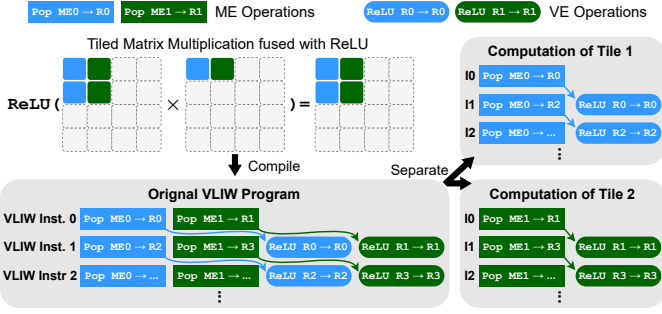 Pop ME0 → R0 Pop ME1 → R1 ME Operations ReLU R0 → R0 ReLU R1 → R1 VE Operations
Tiled Matrix Multiplication fused with ReLU
ReLU( × )=
Compile
Separate
Orignal VLIW Program
VLIW Inst. 0 Pop ME0 → R0 Pop ME1 → R1
VLIW Inst. 1 Pop ME0 → R2 Pop ME1 → R3 ReLU R0 → R0 ReLU R1 → R1
VLIW Instr 2 Pop ME0 → ... Pop ME1 → ... ReLU R2 → R2 ReLU R3 → R3
⋮
Computation of Tile 1
I0 Pop ME0 → R0
I1 Pop ME0 → R2 ReLU R0 → R0
I2 Pop ME0 → ... ReLU R2 → R2
⋮
Computation of Tile 2
I0 Pop ME1 → R1
I1 Pop ME1 → R3 ReLU R1 → R1
I2 Pop ME1 → ... ReLU R3 → R3
⋮